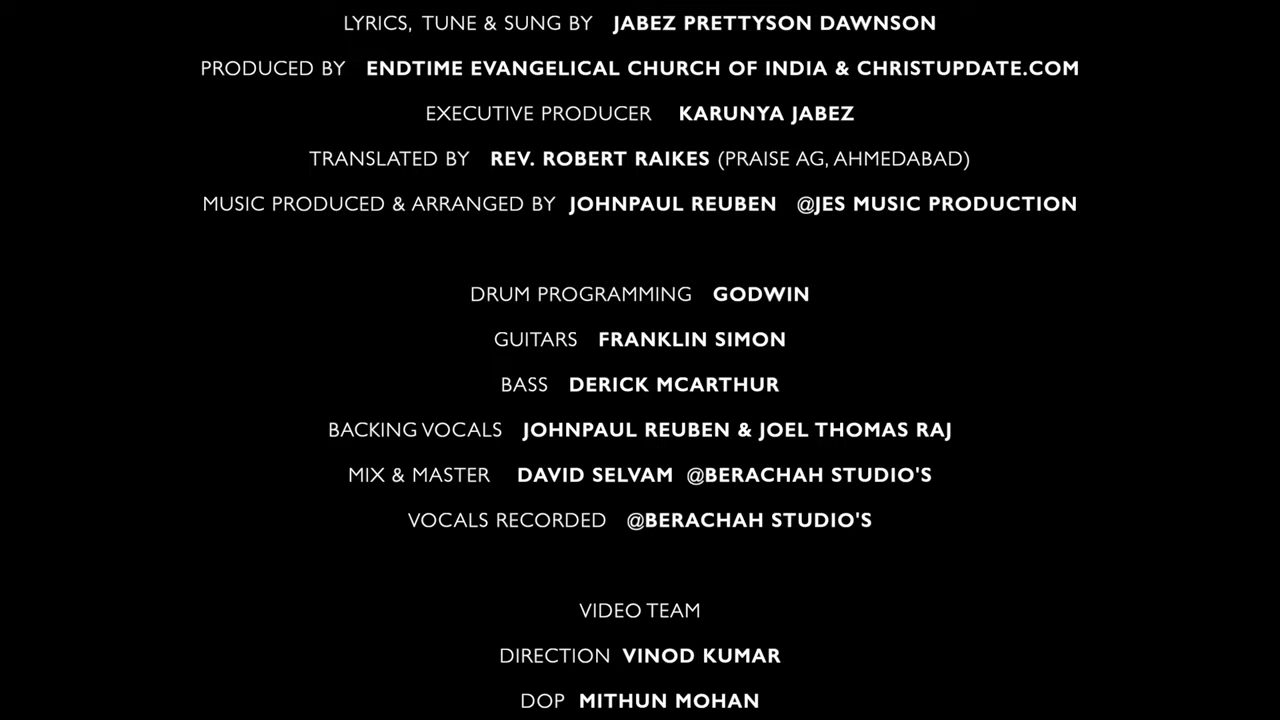 LYRICS, TUNE & SUNG BY JABEZ PRETTYSON DAWNSON
PRODUCED BY ENDTIME EVANGELICAL CHURCH OF INDIA & CHRISTUPDATE.COM
EXECUTIVE PRODUCER KARUNYA JABEZ
TRANSLATED BY REV. ROBERT RAIKES (PRAISE AG, AHMEDABAD)
MUSIC PRODUCED & ARRANGED BY JOHNPAUL REUBEN @JES MUSIC PRODUCTION
DRUM PROGRAMMING GODWIN
GUITARS FRANKLIN SIMON
BASS DERICK MCARTHUR
BACKING VOCALS JOHNPAUL REUBEN & JOEL THOMAS RAJ
MIX & MASTER DAVID SELVAM @BERACHAH STUDIO'S
VOCALS RECORDED @BERACHAH STUDIO'S
VIDEO TEAM
DIRECTION VINOD KUMAR
DOP MITHUN MOHAN